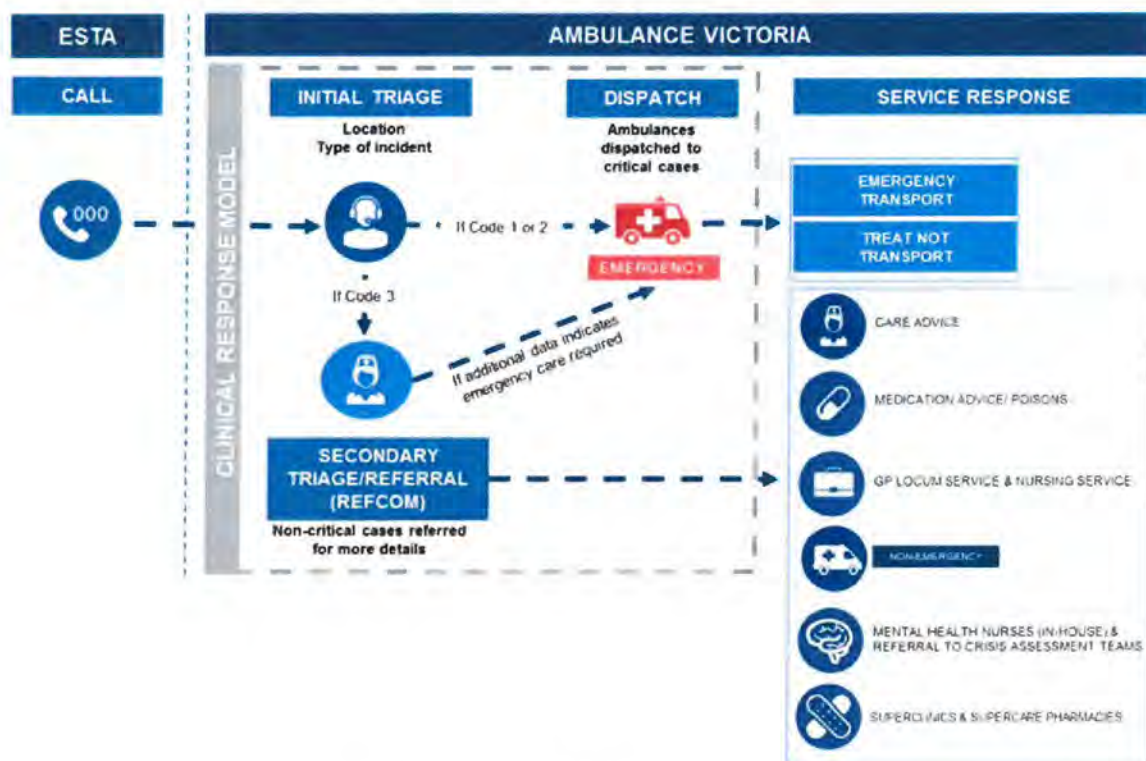 ESTA
AMBULANCE VICTORIA
CALL
INITIAL TRIAGE
DISPATCH
SERVICE RESPONSE
Location
Type of incident
Ambulances
dispatched to
critical cases
CLINICAL RESPONSE MODEL
000
If Code 1 or 2
EMERGENCY
EMERGENCY
TRANSPORT
TREAT NOT
TRANSPORT
If Code 3
If additional data indicates
emergency care required
SECONDARY
TRIAGE/REFERRAL
(REFCOM)
Non-critical cases referred
for more details
CARE ADVICE
MEDICATION ADVICE/ POISONS
GP LOCUM SERVICE & NURSING SERVICE
NON-EMERGENCY
MENTAL HEALTH NURSES (IN-HOUSE) &
REFERRAL TO CRISIS ASSESSMENT TEAMS
SUPERCLINICS & SUPERCARE PHARMACIES